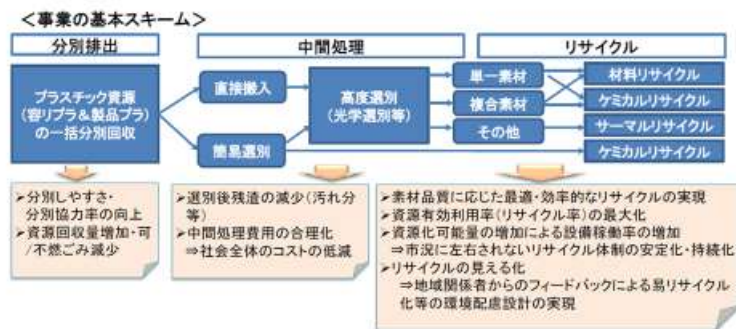 ＜事業の基本スキーム＞
分別排出
中間処理
リサイクル
プラスチック資源
（容リプラ＆製品プラ）
の一括分別回収
直接搬入
簡易選別
高度選別
（光学選別等）
単一素材
複合素材
その他
材料リサイクル
ケミカルリサイクル
サーマルリサイクル
ケミカルリサイクル
➢分別しやすさ・
分別協力率の向上
➢資源回収量増加・可
/不燃ごみ減少
➢選別後残渣の減少（汚れ分
等）
➢中間処理費用の合理化
⇒社会全体のコストの低減
➢素材品質に応じた最適・効率的なリサイクルの実現
➢資源有効利用率（リサイクル率）の最大化
➢資源化可能量の増加による設備稼働率の増加
⇒市況に左右されないリサイクル体制の安定化・持続化
➢リサイクルの見える化
⇒地域関係者からのフィードバックによる易リサイクル
化等の環境配慮設計の実現